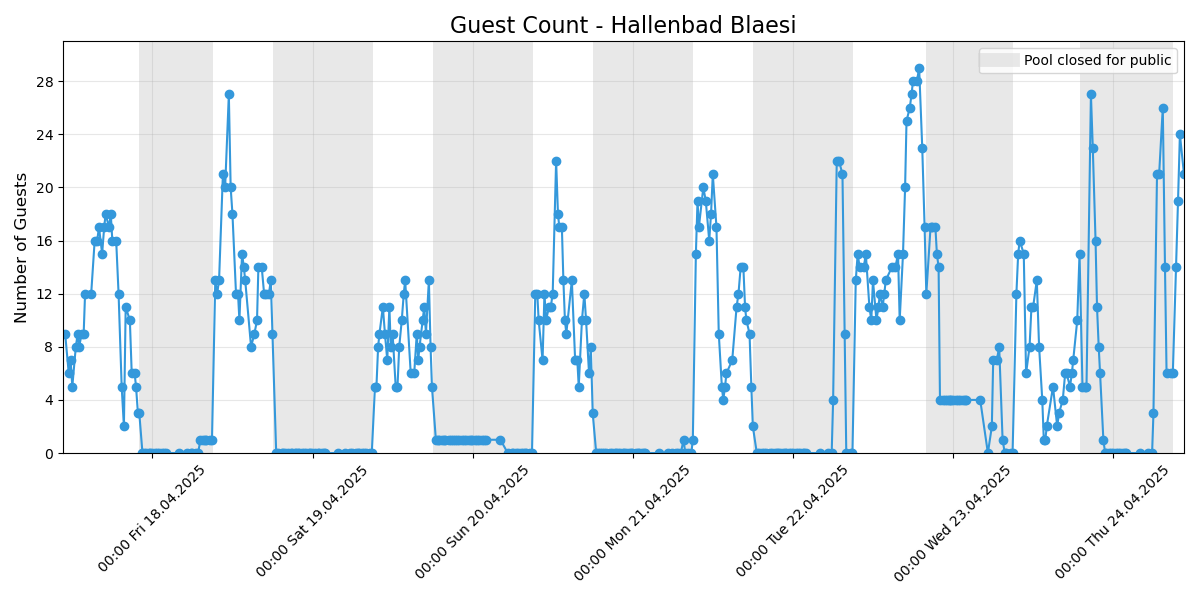 Guest Count - Hallenbad Blaesi
Pool closed for public
Number of Guests
28
24
20
16
12
8
4
0
00:00 Fri 18.04.2025
00:00 Sat 19.04.2025
00:00 Sun 20.04.2025
00:00 Mon 21.04.2025
00:00 Tue 22.04.2025
00:00 Wed 23.04.2025
00:00 Thu 24.04.2025